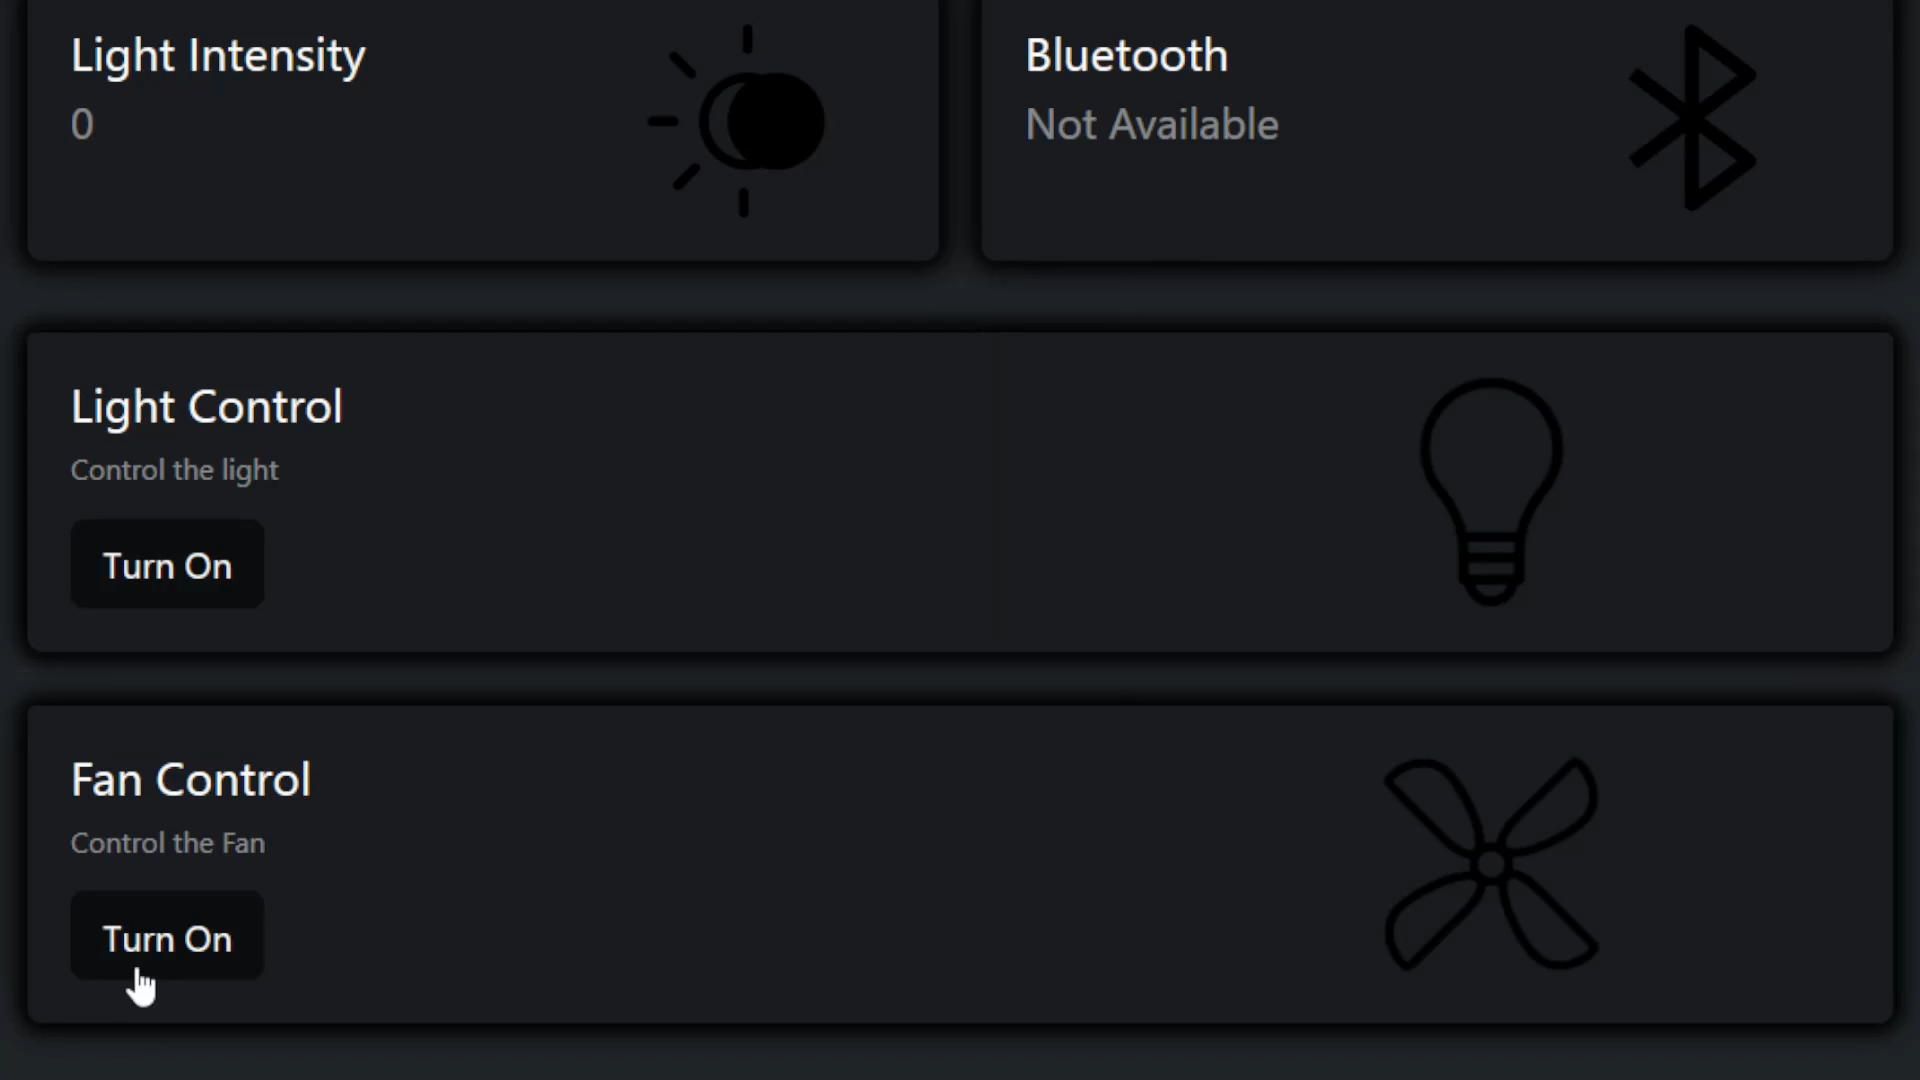 Light Intensity
0
Bluetooth
Not Available
Light Control
Control the light
Turn On
Fan Control
Control the Fan
Turn On